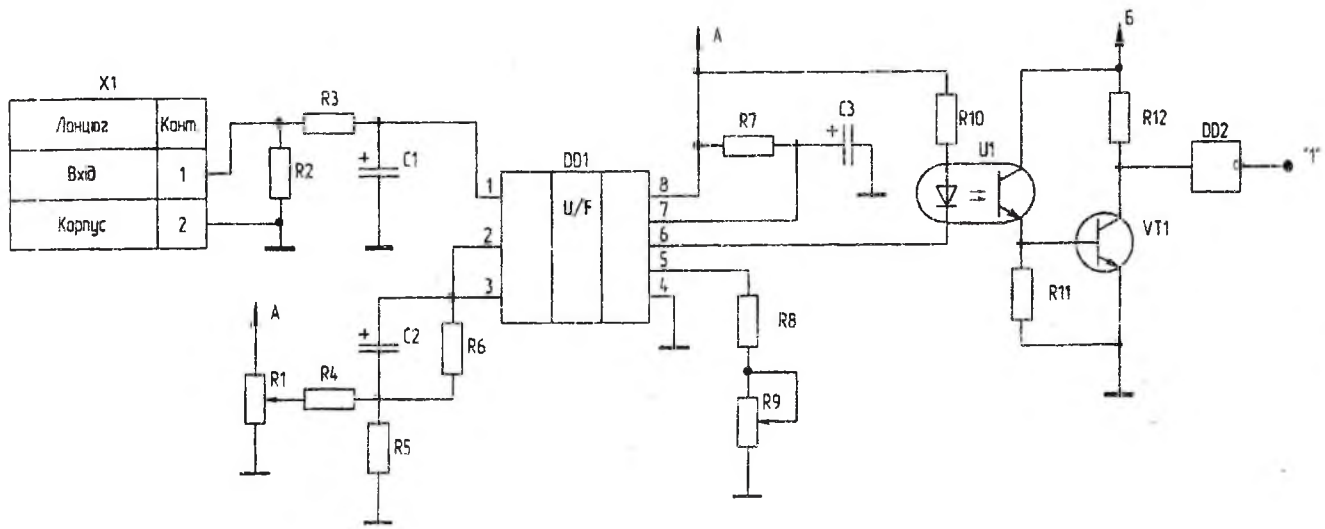 X1
Ланцюг Конт.
Вхід 1
Корпус 2
R3
R2
C1
+
DD1
U/F
1
2
3
8
7
6
5
4
A
R1
R4
+
C2
R6
R5
A
R7
+
C3
R10
U1
R8
R9
R11
Б
R12
VT1
DD2
"1"